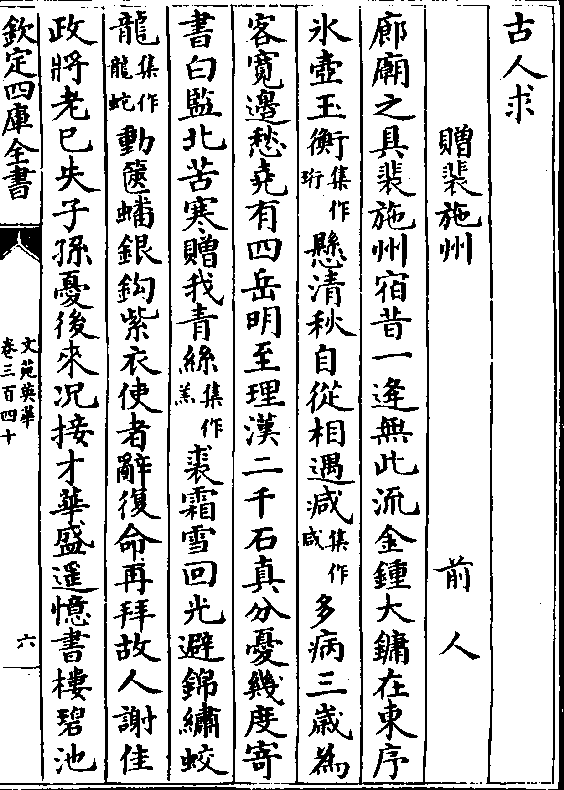 古人求
贈裴施州 前人
廊廟之具裴施州宿昔一逢無此流金鍾大鏞在東序
氷壺玉衡集作珩懸清秋自從相遇減集作感多病三歳為
客寛邊愁堯有四岳明至理漢二千石真分憂幾度寄
書白監北苦寒贈我青絲集作羔裘霜雪回光避錦繡蛟
龍集作龍蛇動篋蟠銀鈎紫衣使者辭復命再拜故人謝佳
政將老已失子孫憂後來况接才華盛遥憶書樓碧池
欽定四庫全書
文苑英華
卷三百四十
六